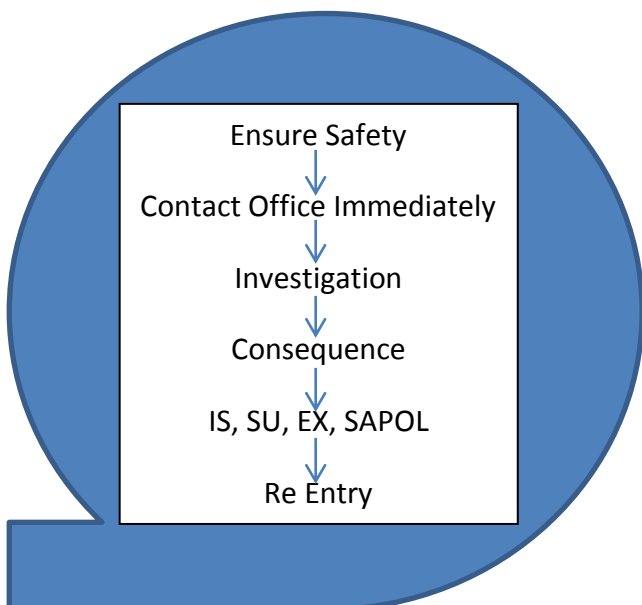 Ensure Safety
Contact Office Immediately
Investigation
Consequence
IS, SU, EX, SAPOL
Re Entry